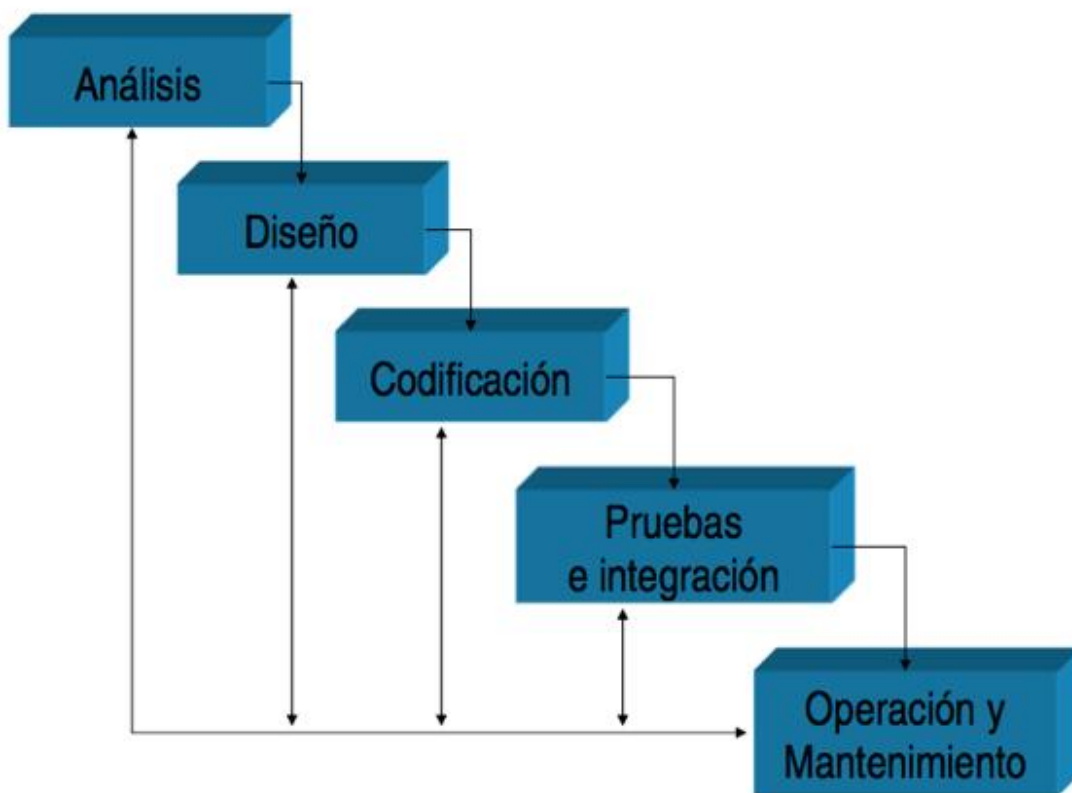 Análisis
Diseño
Codificación
Pruebas
e integración
Operación y
Mantenimiento